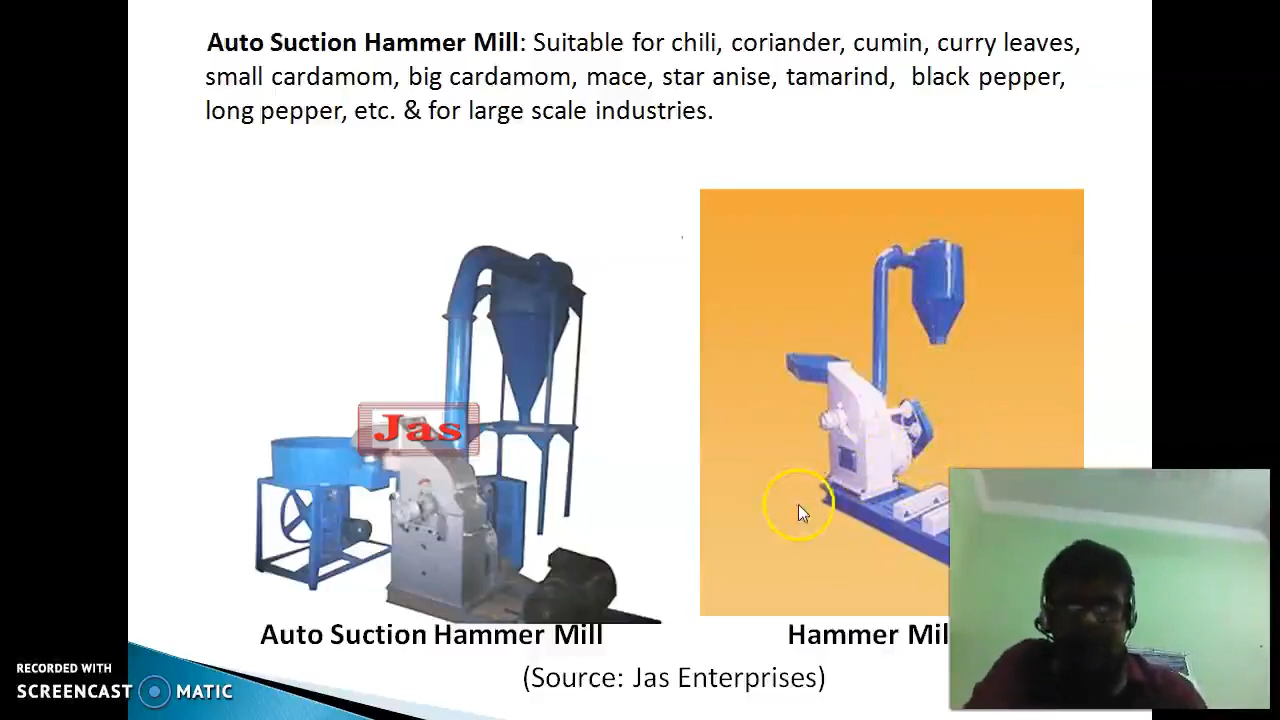 Auto Suction Hammer Mill: Suitable for chili, coriander, cumin, curry leaves,
small cardamom, big cardamom, mace, star anise, tamarind, black pepper,
long pepper, etc. & for large scale industries.
Jas
Auto Suction Hammer Mill
Hammer Mil
(Source: Jas Enterprises)
RECORDED WITH
SCREENCAST MATIC